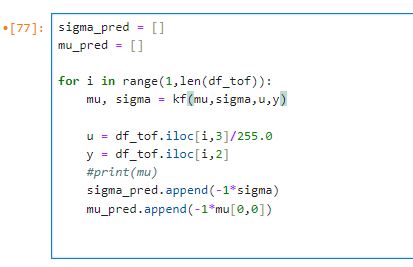 [77]: sigma_pred = []
mu_pred = []
for i in range(1,len(df_tof)):
    mu, sigma = kf(mu,sigma,u,y)
    u = df_tof.iloc[i,3]/255.0
    y = df_tof.iloc[i,2]
    #print(mu)
    sigma_pred.append(-1*sigma)
    mu_pred.append(-1*mu[0,0])